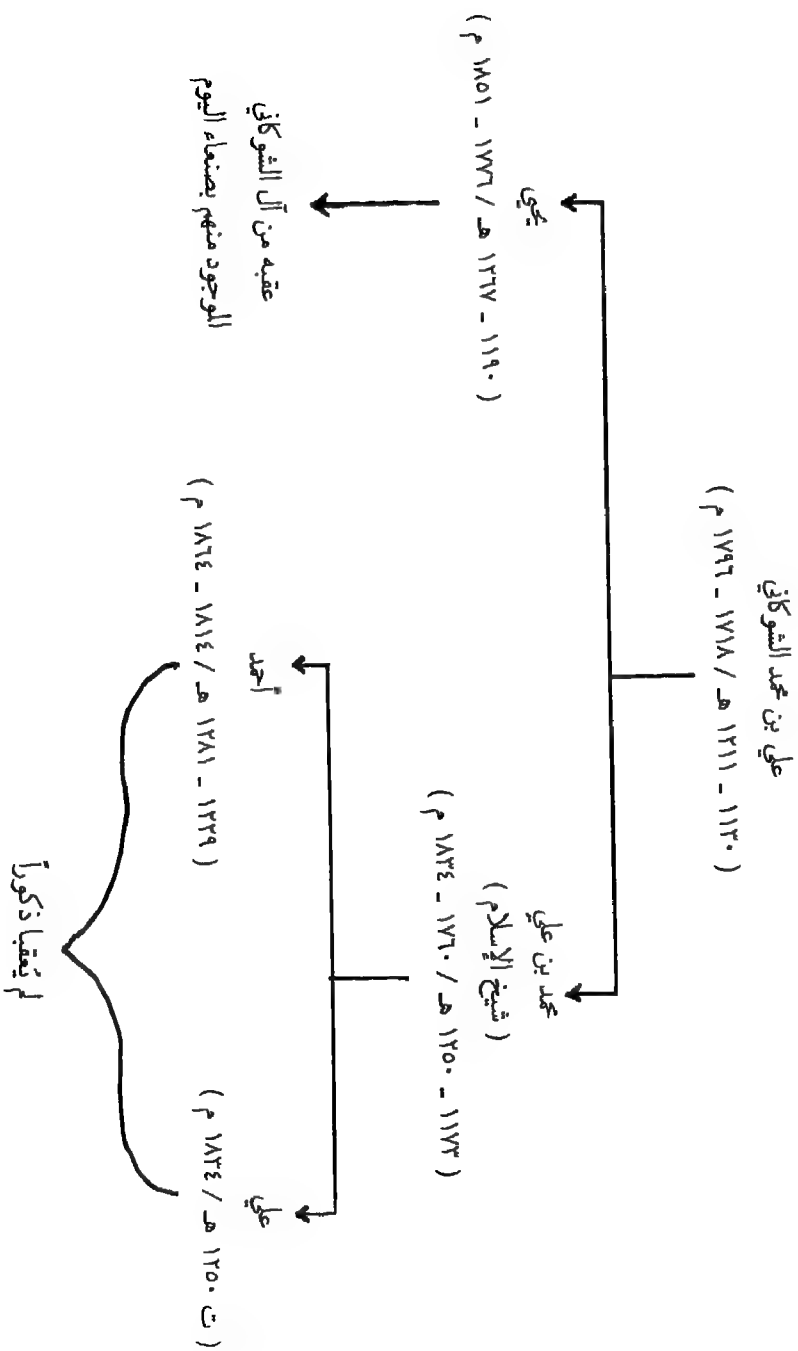 علي بن محمد الشوكاني
( ١١٣٠ - ١٢١١ هـ / ١٧١٨ - ١٧٩٦ م )
محمد بن علي
( شيخ الإسلام )
( ١١٧٣ - ١٢٥٠ هـ / ١٧٦٠ - ١٨٣٤ م )
يحيى
( ١١٩٠ - ١٢٦٧ هـ / ١٧٧٦ - ١٨٥١ م )
عقبه من آل الشوكاني
الموجود منهم بصنعاء اليوم
علي
( ت ١٢٥٠ هـ / ١٨٣٤ م )
أحمد
( ١٢٢٩ - ١٢٨١ هـ / ١٨١٤ - ١٨٦٤ م )
لم يُعقبا ذكوراً